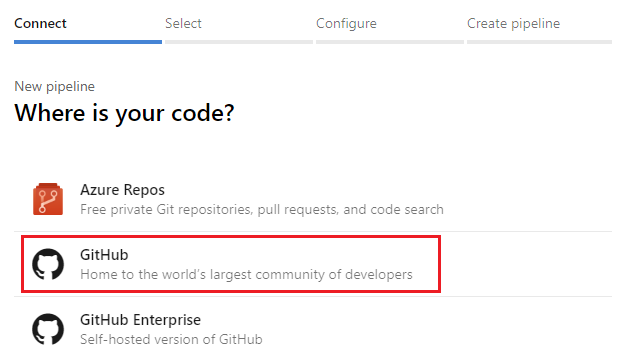 Connect
Select
Configure
Create pipeline
New pipeline
Where is your code?
Azure Repos
Free private Git repositories, pull requests, and code search
GitHub
Home to the world's largest community of developers
GitHub Enterprise
Self-hosted version of GitHub